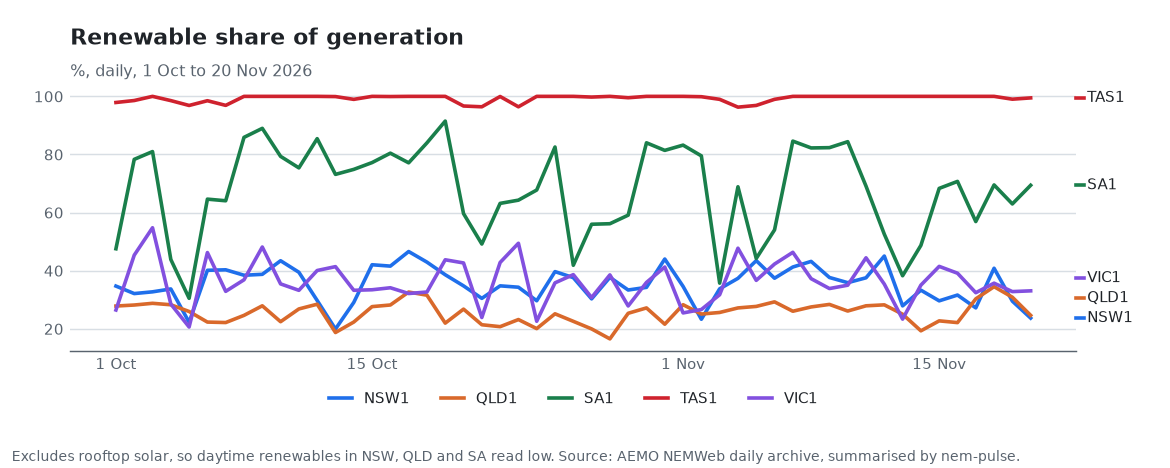 Renewable share of generation
%, daily, 1 Oct to 20 Nov 2026
100
80
60
40
20
TAS1
SA1
VIC1
QLD1
NSW1
1 Oct
15 Oct
1 Nov
15 Nov
NSW1
QLD1
SA1
TAS1
VIC1
Excludes rooftop solar, so daytime renewables in NSW, QLD and SA read low. Source: AEMO NEMWeb daily archive, summarised by nem-pulse.